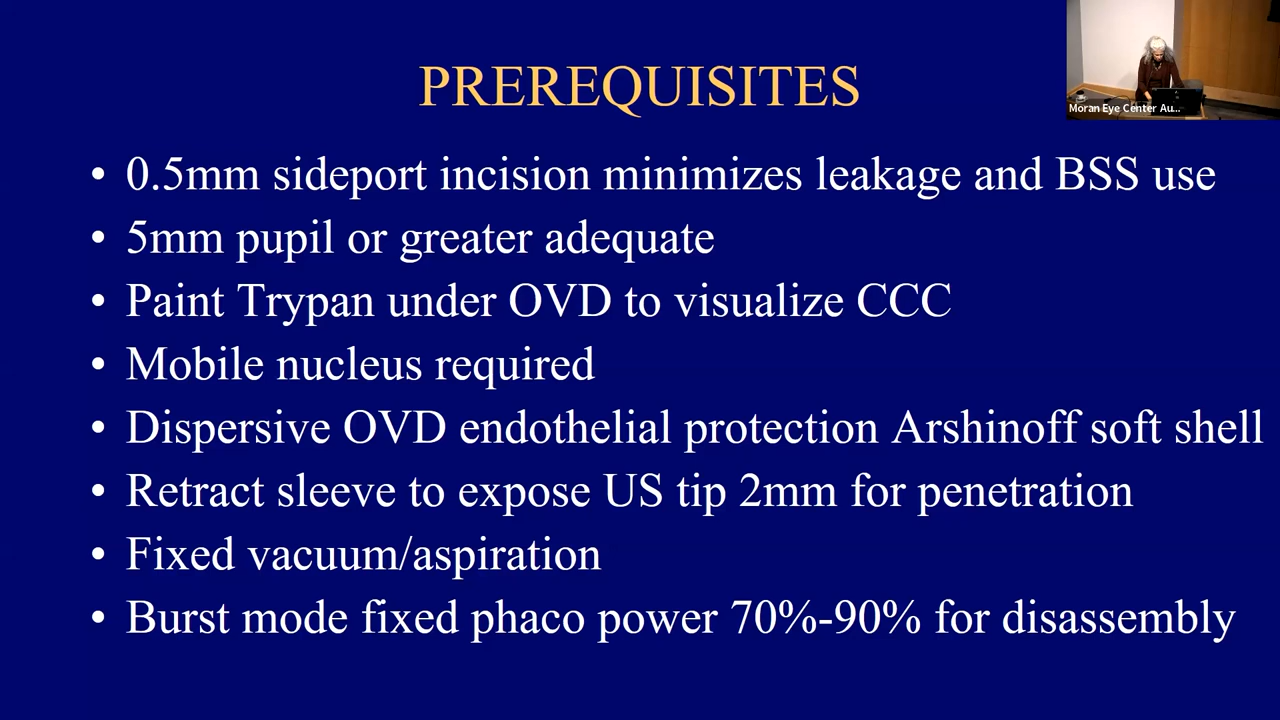 PREREQUISITES
Moran Eye Center Au...
• 0.5mm sideport incision minimizes leakage and BSS use
• 5mm pupil or greater adequate
• Paint Trypan under OVD to visualize CCC
• Mobile nucleus required
• Dispersive OVD endothelial protection Arshinoff soft shell
• Retract sleeve to expose US tip 2mm for penetration
• Fixed vacuum/aspiration
• Burst mode fixed phaco power 70%-90% for disassembly